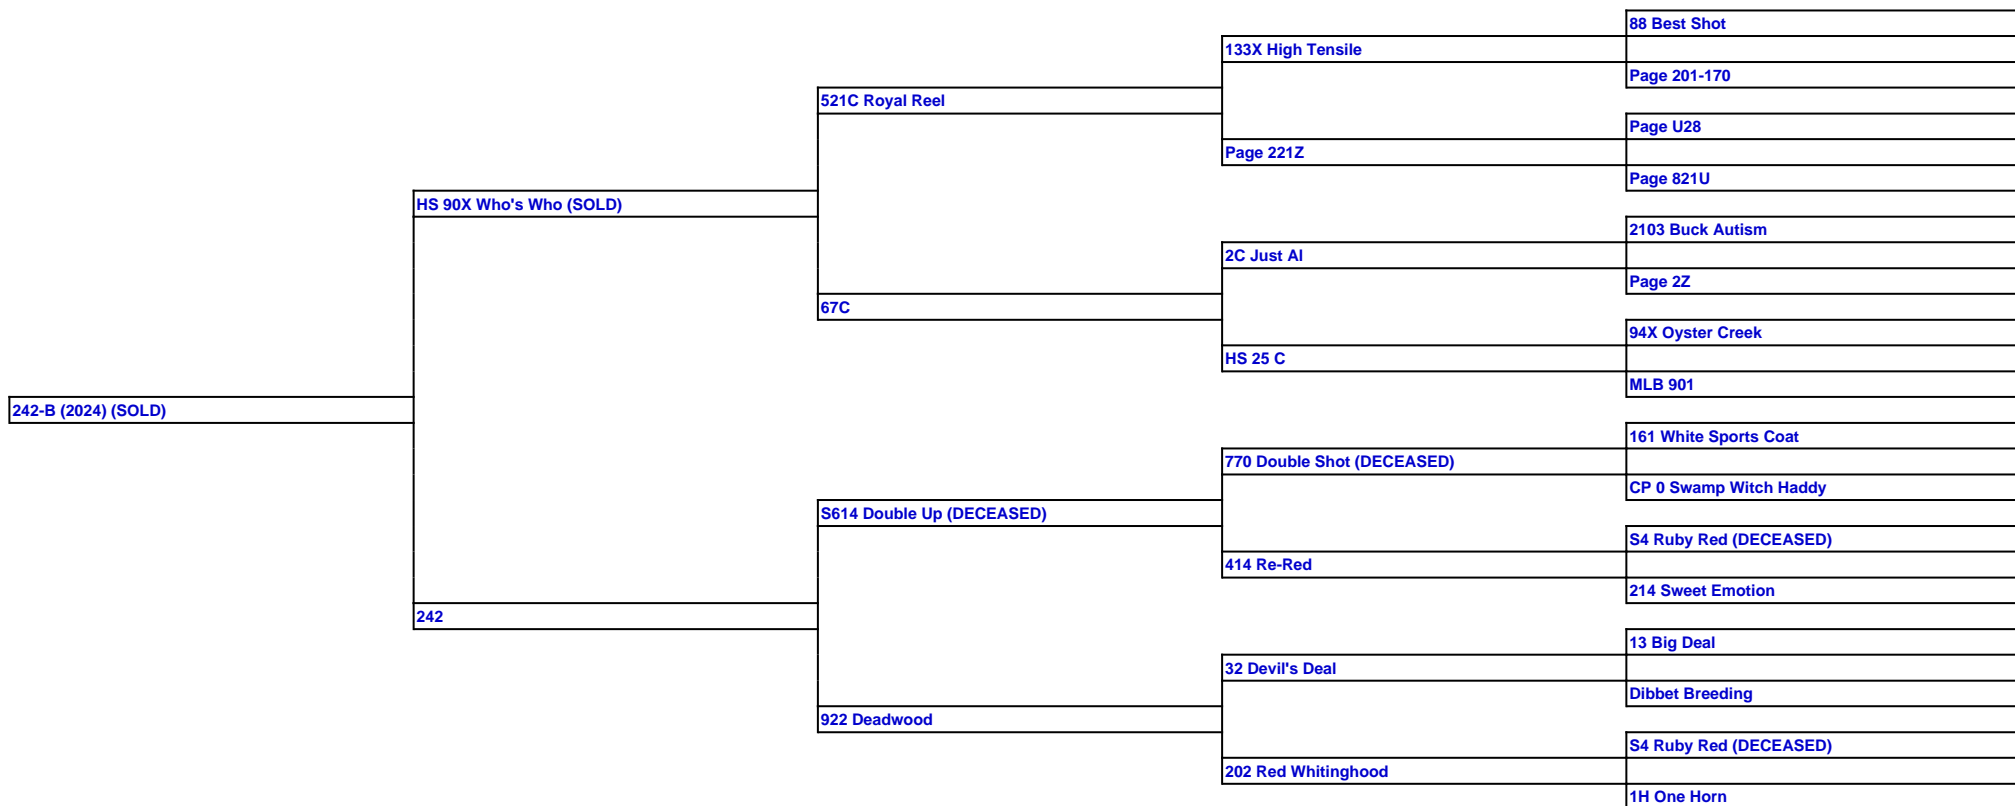 88 Best Shot
133X High Tensile
Page 201-170
521C Royal Reel
Page U28
Page 221Z
Page 821U
HS 90X Who's Who (SOLD)
2103 Buck Autism
2C Just AI
Page 2Z
67C
94X Oyster Creek
HS 25 C
MLB 901
242-B (2024) (SOLD)
161 White Sports Coat
770 Double Shot (DECEASED)
CP 0 Swamp Witch Haddy
S614 Double Up (DECEASED)
S4 Ruby Red (DECEASED)
414 Re-Red
214 Sweet Emotion
242
13 Big Deal
32 Devil's Deal
Dibbet Breeding
922 Deadwood
S4 Ruby Red (DECEASED)
202 Red Whitinghood
1H One Horn